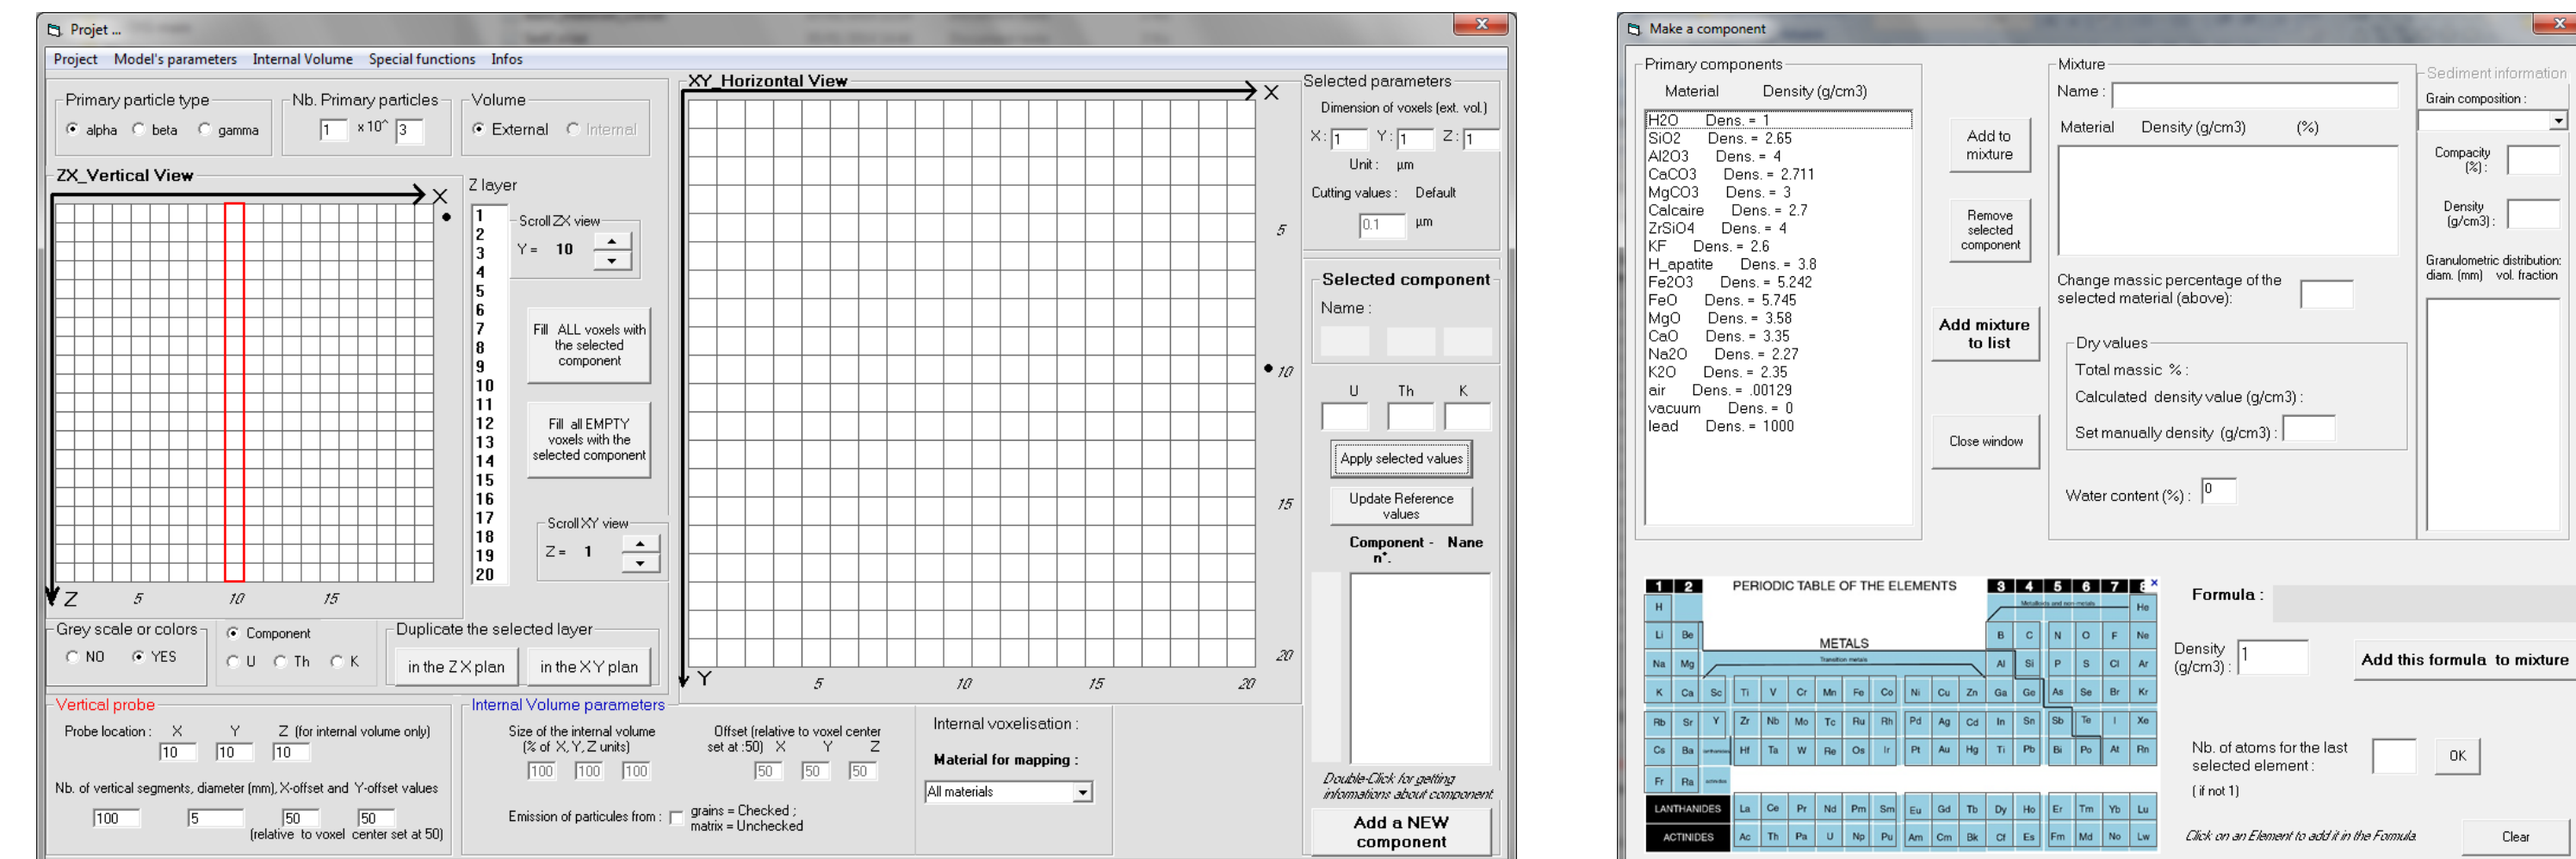 Projet ...
Project Model's parameters Internal Volume Special functions Infos
Primary particle type
alpha beta gamma
Nb. Primary particles
1 x 10^ 3
Volume
External Internal
ZX_Vertical View
X
Z layer
1
2
3
4
5
6
7
8
9
10
11
12
13
14
15
16
17
18
19
20
Scroll ZX view
Y = 10
Fill ALL voxels with
the selected
component
Fill all EMPTY
voxels with the
selected component
Scroll XY view
Z = 1
Z 5 10 15
Grey scale or colors
NO YES
Component
U Th K
Duplicate the selected layer
in the ZX plan in the XY plan
XY_Horizontal View
X
5
10
15
20
Y 5 10 15 20
Selected parameters
Dimension of voxels (ext. vol.)
X: 1 Y: 1 Z: 1
Unit : µm
Cutting values : Default
0.1 µm
Selected component
Name :
U Th K
Apply selected values
Update Reference
values
Component - Nane
n°.
Double-Click for getting
informations about component
Add a NEW
component
Vertical probe
Probe location : X Y Z (for internal volume only)
10 10 10
Nb. of vertical segments, diameter (mm), X-offset and Y-offset values
100 5 50 50
(relative to voxel center set at 50)
Internal Volume parameters
Size of the internal volume
(% of X, Y, Z units)
100 100 100
Offset (relative to voxel center
set at :50) X Y Z
50 50 50
Emission of particules from : grains = Checked ;
matrix = Unchecked
Internal voxelisation :
Material for mapping :
All materials
Make a component
Primary components
Material Density (g/cm3)
H2O Dens. = 1
SiO2 Dens. = 2.65
Al2O3 Dens. = 4
CaCO3 Dens. = 2.711
MgCO3 Dens. = 3
Calcaire Dens. = 2.7
ZrSiO4 Dens. = 4
KF Dens. = 2.6
H_apatite Dens. = 3.8
Fe2O3 Dens. = 5.242
FeO Dens. = 5.745
MgO Dens. = 3.58
CaO Dens. = 3.35
Na2O Dens. = 2.27
K2O Dens. = 2.35
air Dens. = .00129
vacuum Dens. = 0
lead Dens. = 1000
Add to
mixture
Remove
selected
component
Add mixture
to list
Close window
Mixture
Name :
Material Density (g/cm3) (%)
Change massic percentage of the
selected material (above):
Dry values
Total massic % :
Calculated density value (g/cm3) :
Set manually density (g/cm3) :
Water content (%) : 0
Sediment information
Grain composition :
Compacity
(%) :
Density
(g/cm3) :
Granulometric distribution:
diam. (mm) vol. fraction
1 2 PERIODIC TABLE OF THE ELEMENTS 3 4 5 6 7
Metalloids and non metals
H He
Li Be METALS B C N O F Ne
Transition metals
Na Mg Al Si P S Cl Ar
K Ca Sc Ti V Cr Mn Fe Co Ni Cu Zn Ga Ge As Se Br Kr
Rb Sr Y Zr Nb Mo Tc Ru Rh Pd Ag Cd In Sn Sb Te I Xe
Cs Ba Hf Ta W Re Os Ir Pt Au Hg Ti Pb Bi Po At Rn
Fr Ra
LANTHANIDES La Ce Pr Nd Pm Sm Eu Gd Tb Dy Ho Er Tm Yb Lu
ACTINIDES Ac Th Pa U Np Pu Am Cm Bk Cf Es Fm Md No Lw
Formula :
Density
(g/cm3) : 1
Add this formula to mixture
Nb. of atoms for the last
selected element :
( if not 1)
OK
Click on an Element to add it in the Formula.
Clear